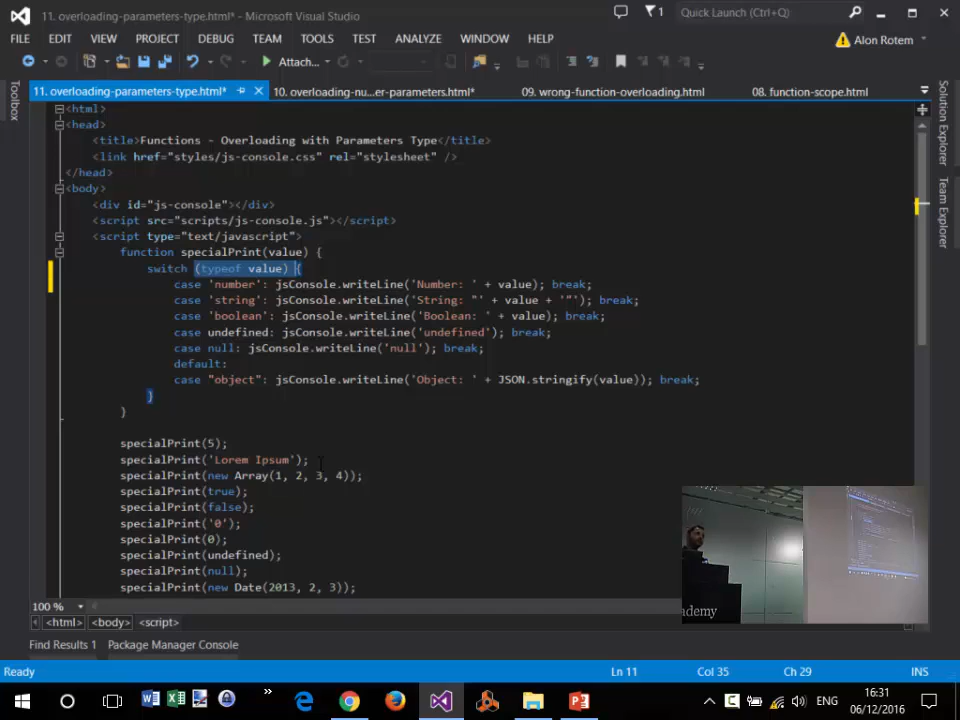 11. overloading-parameters-type.html* - Microsoft Visual Studio
1
Quick Launch (Ctrl+Q)
FILE EDIT VIEW PROJECT DEBUG TEAM TOOLS TEST ANALYZE WINDOW HELP
Alon Rotem
Attach...
Toolbox
11. overloading-parameters-type.html*
10. overloading-nu...er-parameters.html*
09. wrong-function-overloading.html
08. function-scope.html
Solution Explorer
Team Explorer
<html>
<head>
<title>Functions - Overloading with Parameters Type</title>
<link href="styles/js-console.css" rel="stylesheet" />
</head>
<body>
<div id="js-console"></div>
<script src="scripts/js-console.js"></script>
<script type="text/javascript">
function specialPrint(value) {
switch (typeof value) {
case 'number': jsConsole.writeLine('Number: ' + value); break;
case 'string': jsConsole.writeLine('String: "' + value + '"'); break;
case 'boolean': jsConsole.writeLine('Boolean: ' + value); break;
case undefined: jsConsole.writeLine('undefined'); break;
case null: jsConsole.writeLine('null'); break;
default:
case "object": jsConsole.writeLine('Object: ' + JSON.stringify(value)); break;
}
}
specialPrint(5);
specialPrint('Lorem Ipsum');
specialPrint(new Array(1, 2, 3, 4));
specialPrint(true);
specialPrint(false);
specialPrint('0');
specialPrint(0);
specialPrint(undefined);
specialPrint(null);
specialPrint(new Date(2013, 2, 3));
ademy
100 %
<html> <body> <script>
Find Results 1 Package Manager Console
Ready
Ln 11
Col 35
Ch 29
INS
ENG
16:31
06/12/2016